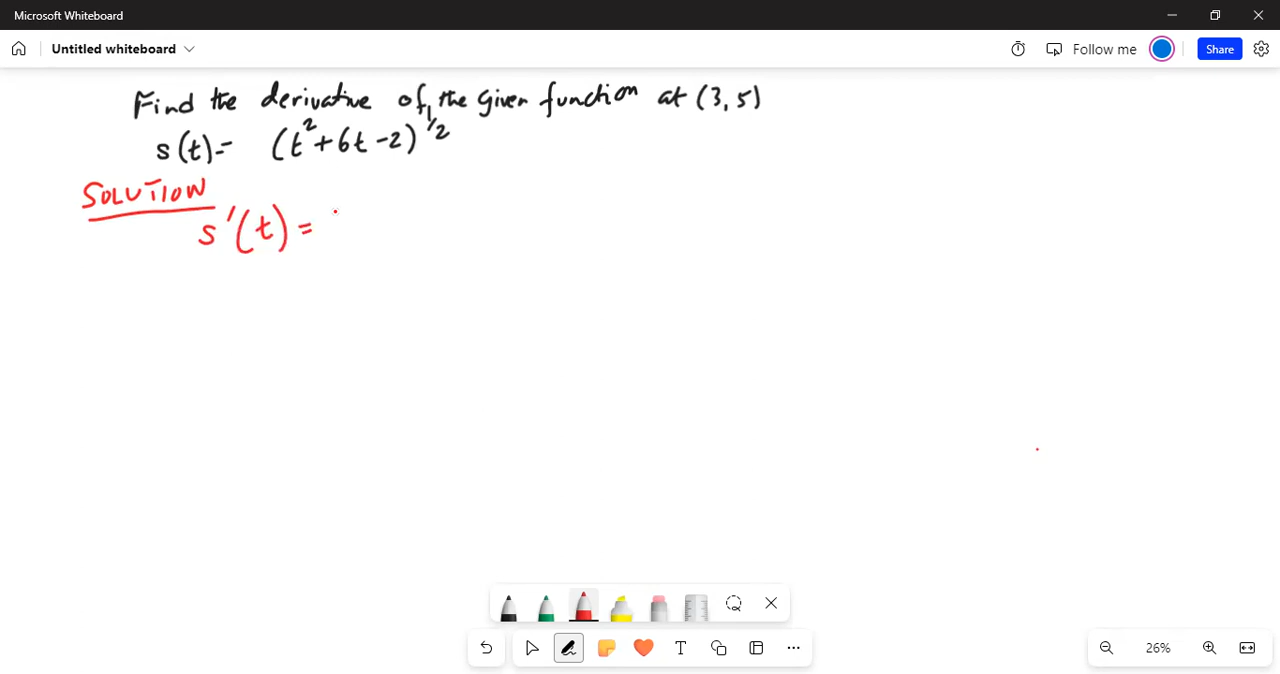 Microsoft Whiteboard
Untitled whiteboard
Follow me
Share
Find the derivative of the given function at (3, 5)
s(t)= (t²+6t-2)^1/2
SOLUTION
s'(t)=
T
26%